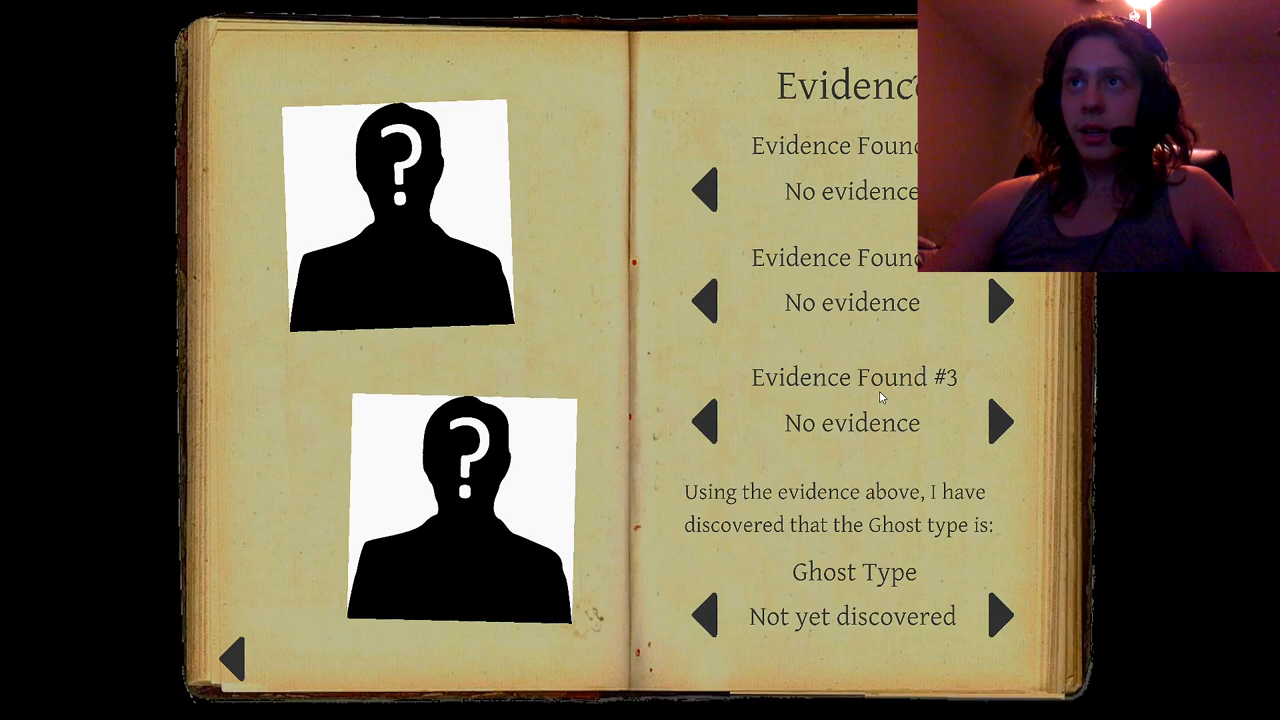 ?
?
Evidence
Evidence Found
No evidence
Evidence Found
No evidence
Evidence Found #3
No evidence
Using the evidence above, I have
discovered that the Ghost type is:
Ghost Type
Not yet discovered